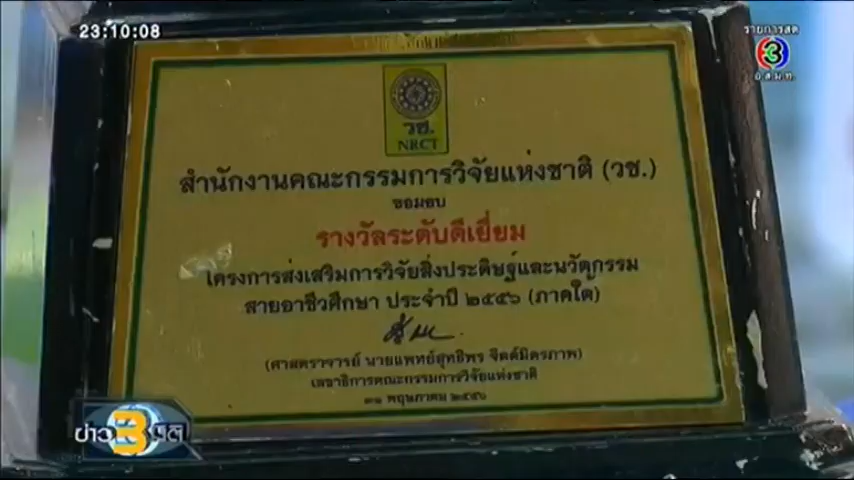 23:10:08
รายการสด
3
อ.ส.ม.ท.
วช.
NRCT
สำนักงานคณะกรรมการวิจัยแห่งชาติ (วช.)
ขอมอบ
รางวัลระดับดีเยี่ยม
โครงการส่งเสริมการวิจัยสิ่งประดิษฐ์และนวัตกรรม
สายอาชีวศึกษา ประจำปี ๒๕๕๖ (ภาคใต้)
(ศาสตราจารย์ นายแพทย์สุทธิพร จิตต์มิตรภาพ)
เลขาธิการคณะกรรมการวิจัยแห่งชาติ
๓๑ พฤษภาคม ๒๕๕๖
ข่าว 3 มิติ